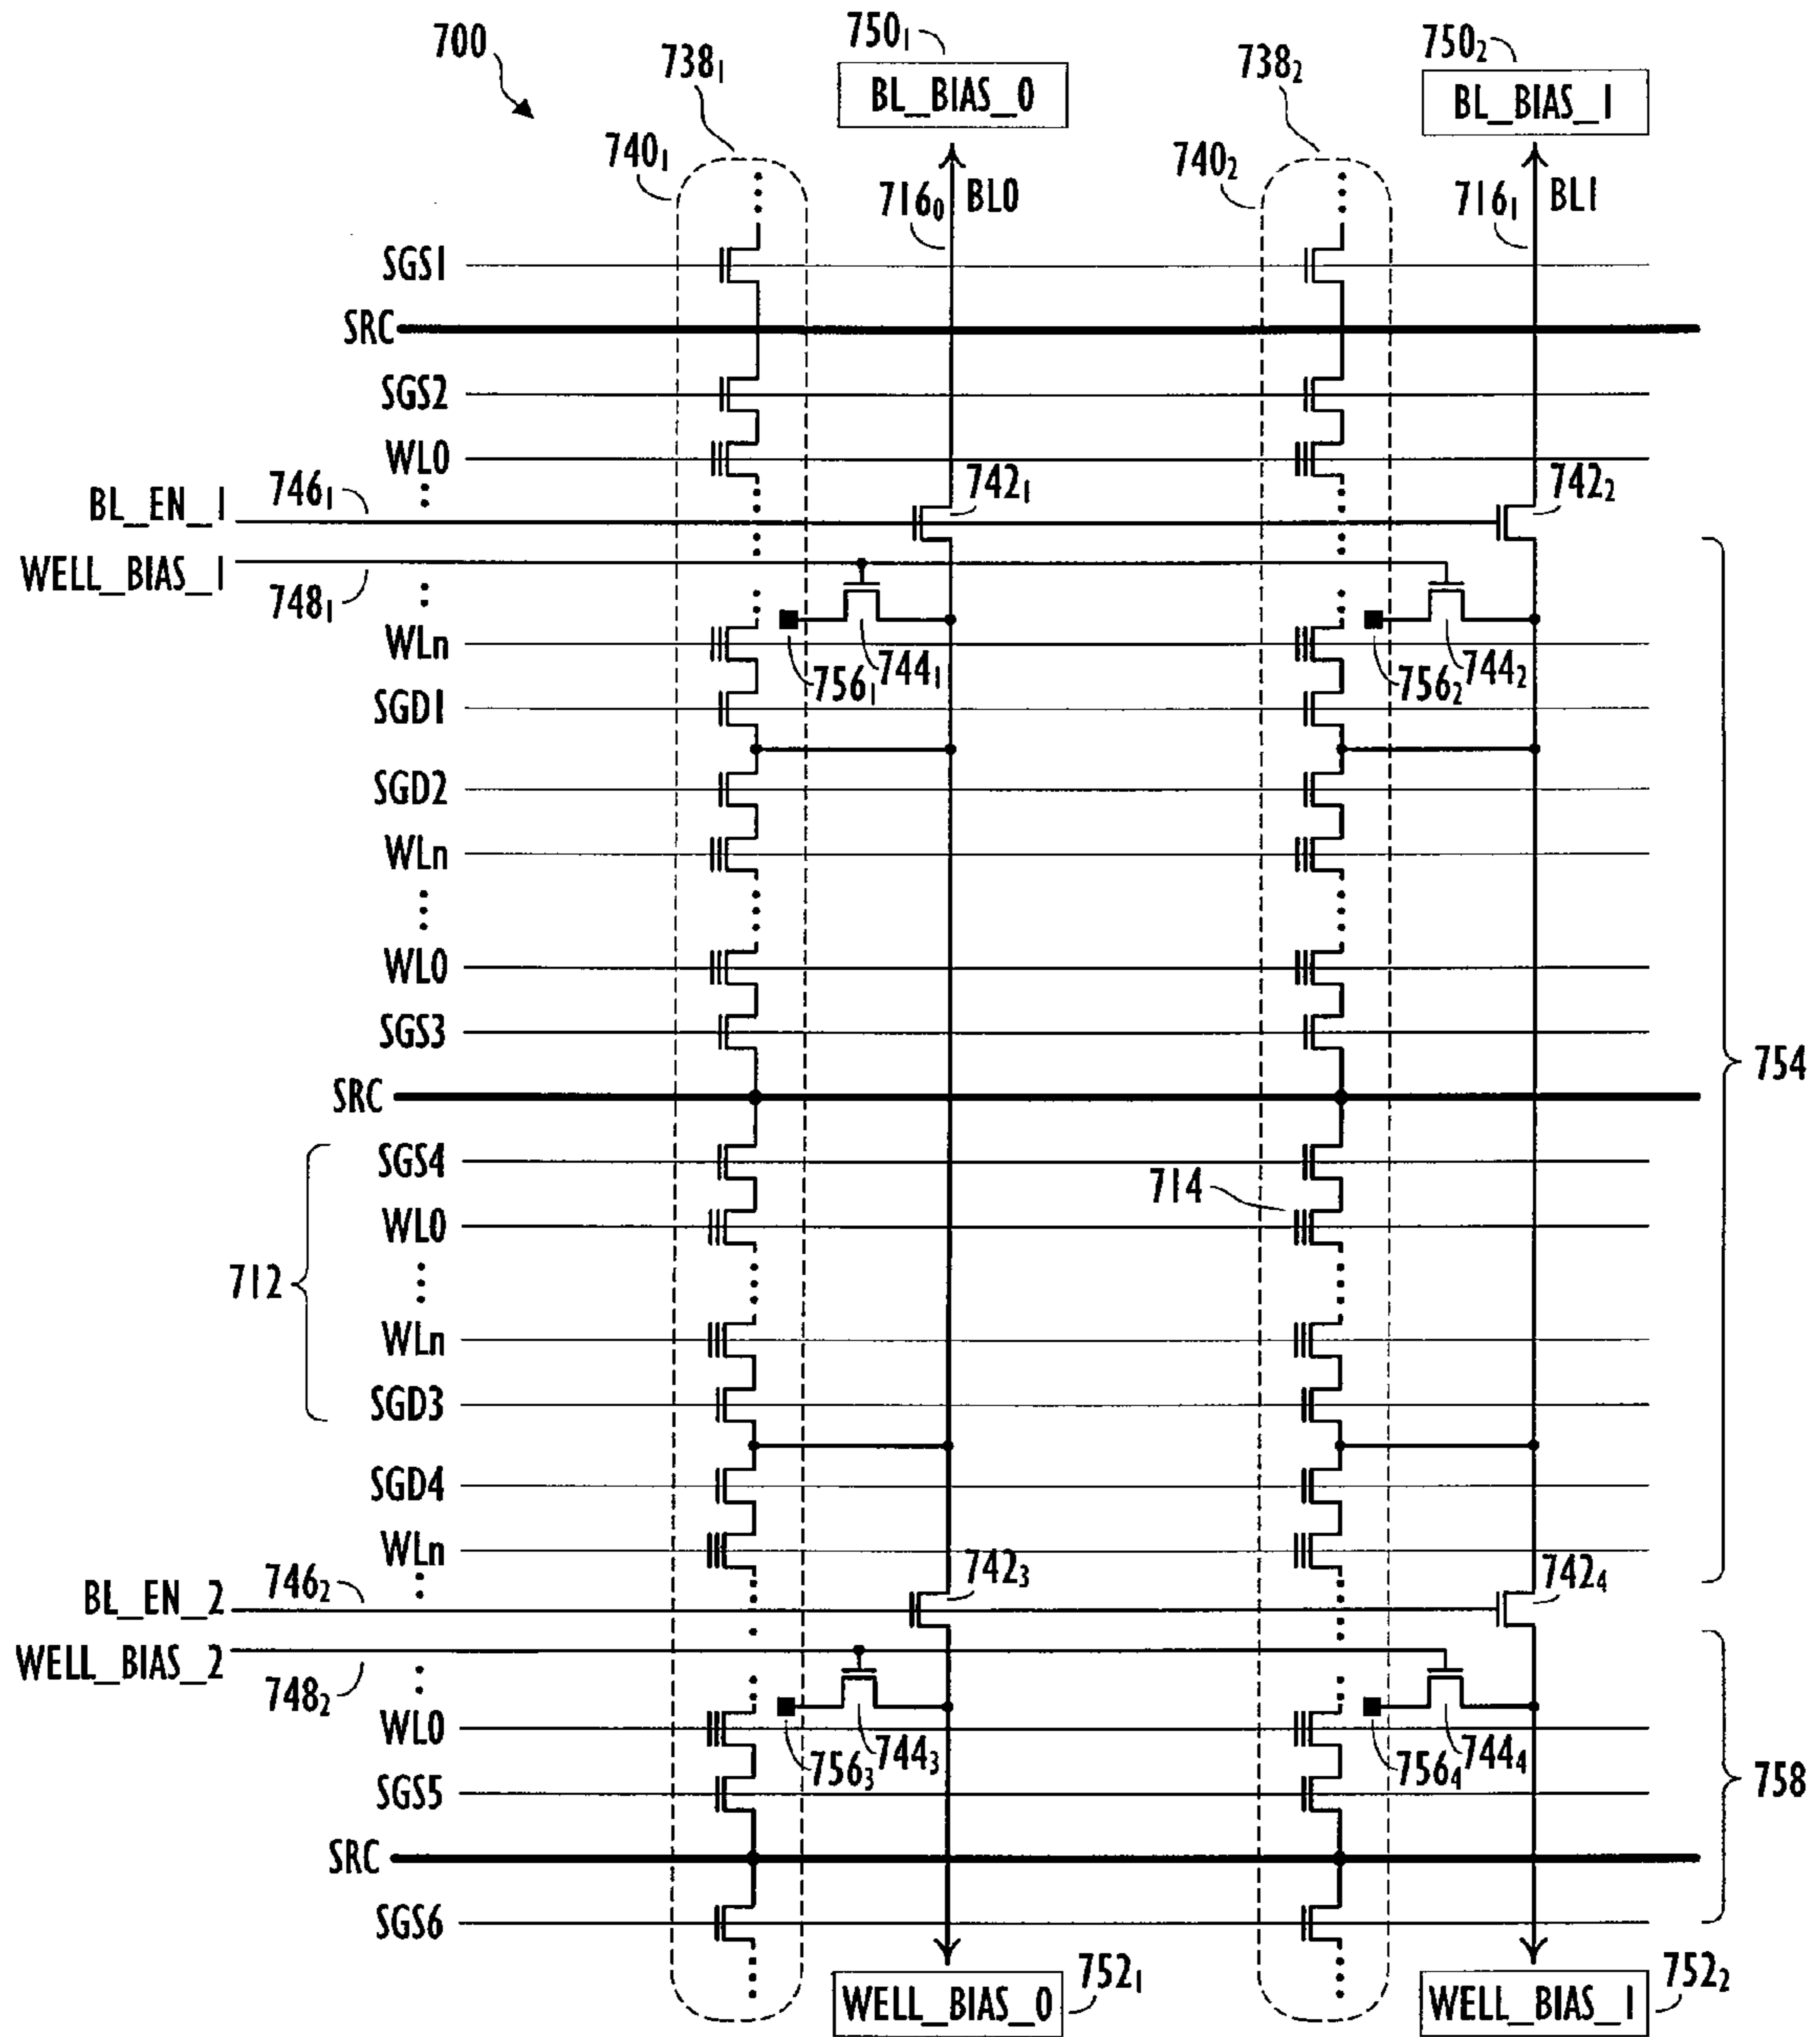 700
738₁
750₁
BL_BIAS_0
738₂
750₂
BL_BIAS_1
740₁
716₀
BL0
740₂
716₁
BL1
SGS1
SRC
SGS2
WL0
BL_EN_1
746₁
742₁
742₂
WELL_BIAS_1
748₁
WLn
756₁
744₁
756₂
744₂
SGD1
SGD2
WLn
WL0
SGS3
SRC
754
SGS4
714
WL0
712
WLn
SGD3
SGD4
WLn
BL_EN_2
746₂
742₃
742₄
WELL_BIAS_2
748₂
WL0
756₃
744₃
756₄
744₄
SGS5
758
SRC
SGS6
WELL_BIAS_0
752₁
WELL_BIAS_1
752₂